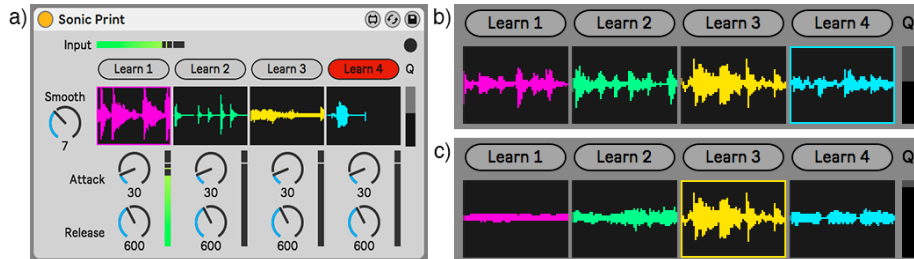 a)
Sonic Print
Input
Learn 1 Learn 2 Learn 3 Learn 4 Q
Smooth
7
Attack
30 30 30 30
Release
600 600 600 600
b)
Learn 1 Learn 2 Learn 3 Learn 4 Q
c)
Learn 1 Learn 2 Learn 3 Learn 4 Q